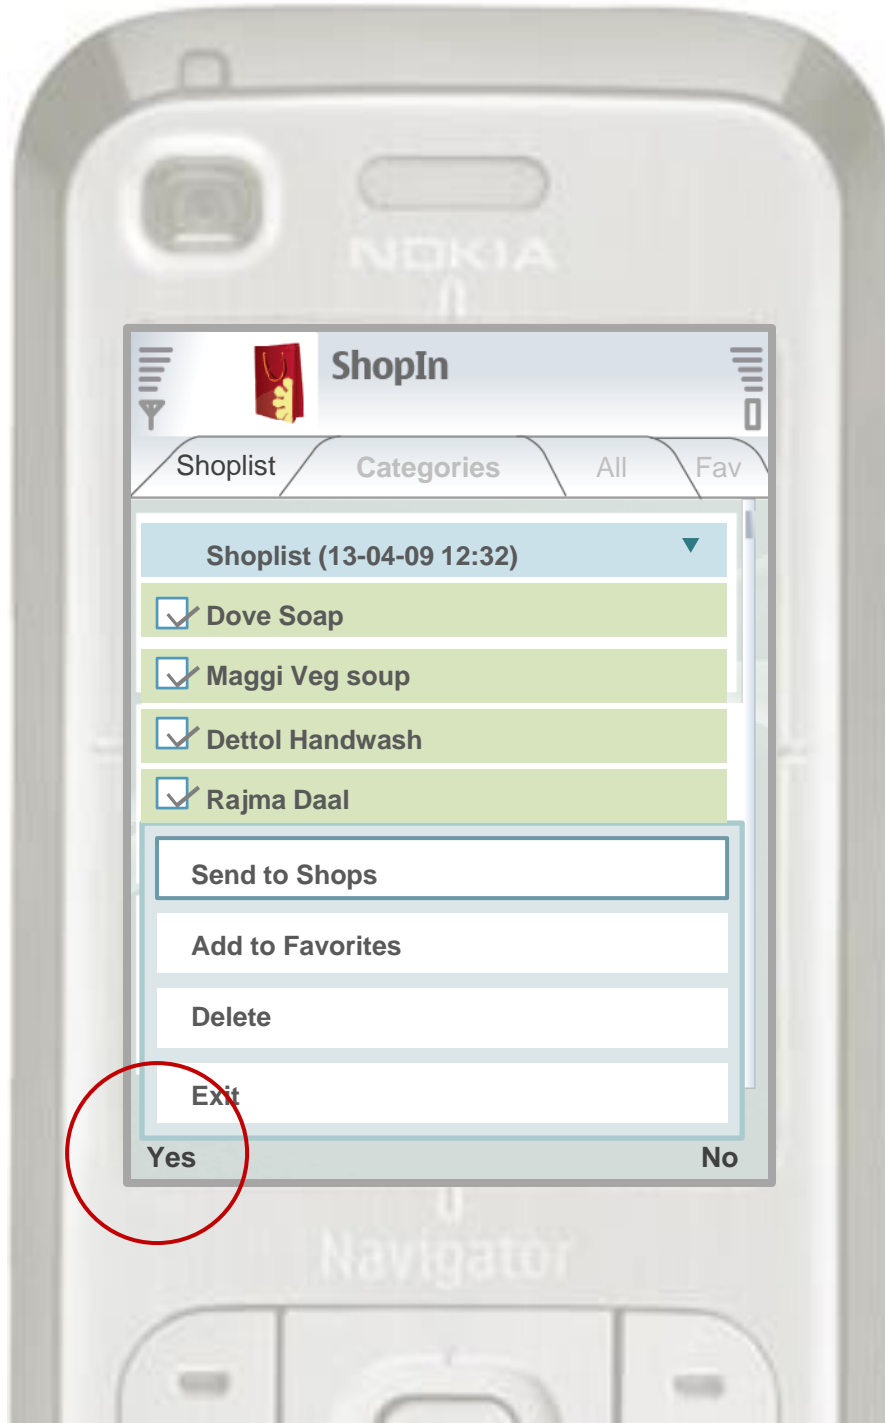 NOKIA
ShopIn
Shoplist Categories All Fav
Shoplist (13-04-09 12:32)
Dove Soap
Maggi Veg soup
Dettol Handwash
Rajma Daal
Send to Shops
Add to Favorites
Delete
Exit
Yes No
Navigator